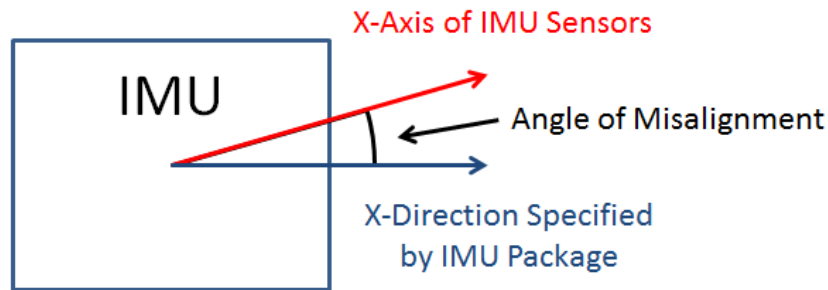 X-Axis of IMU Sensors
IMU
Angle of Misalignment
X-Direction Specified
by IMU Package